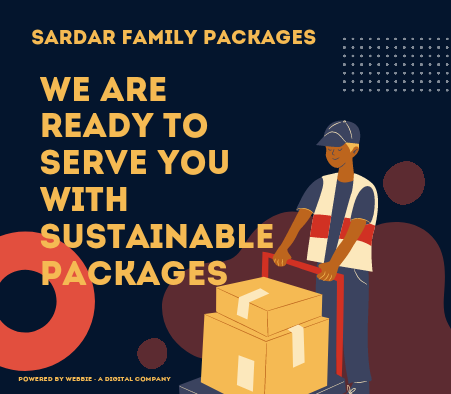 SARDAR FAMILY PACKAGES
WE ARE
READY TO
SERVE YOU
WITH
SUSTAINABLE
PACKAGES
POWERED BY WEBBIE - A DIGITAL COMPANY